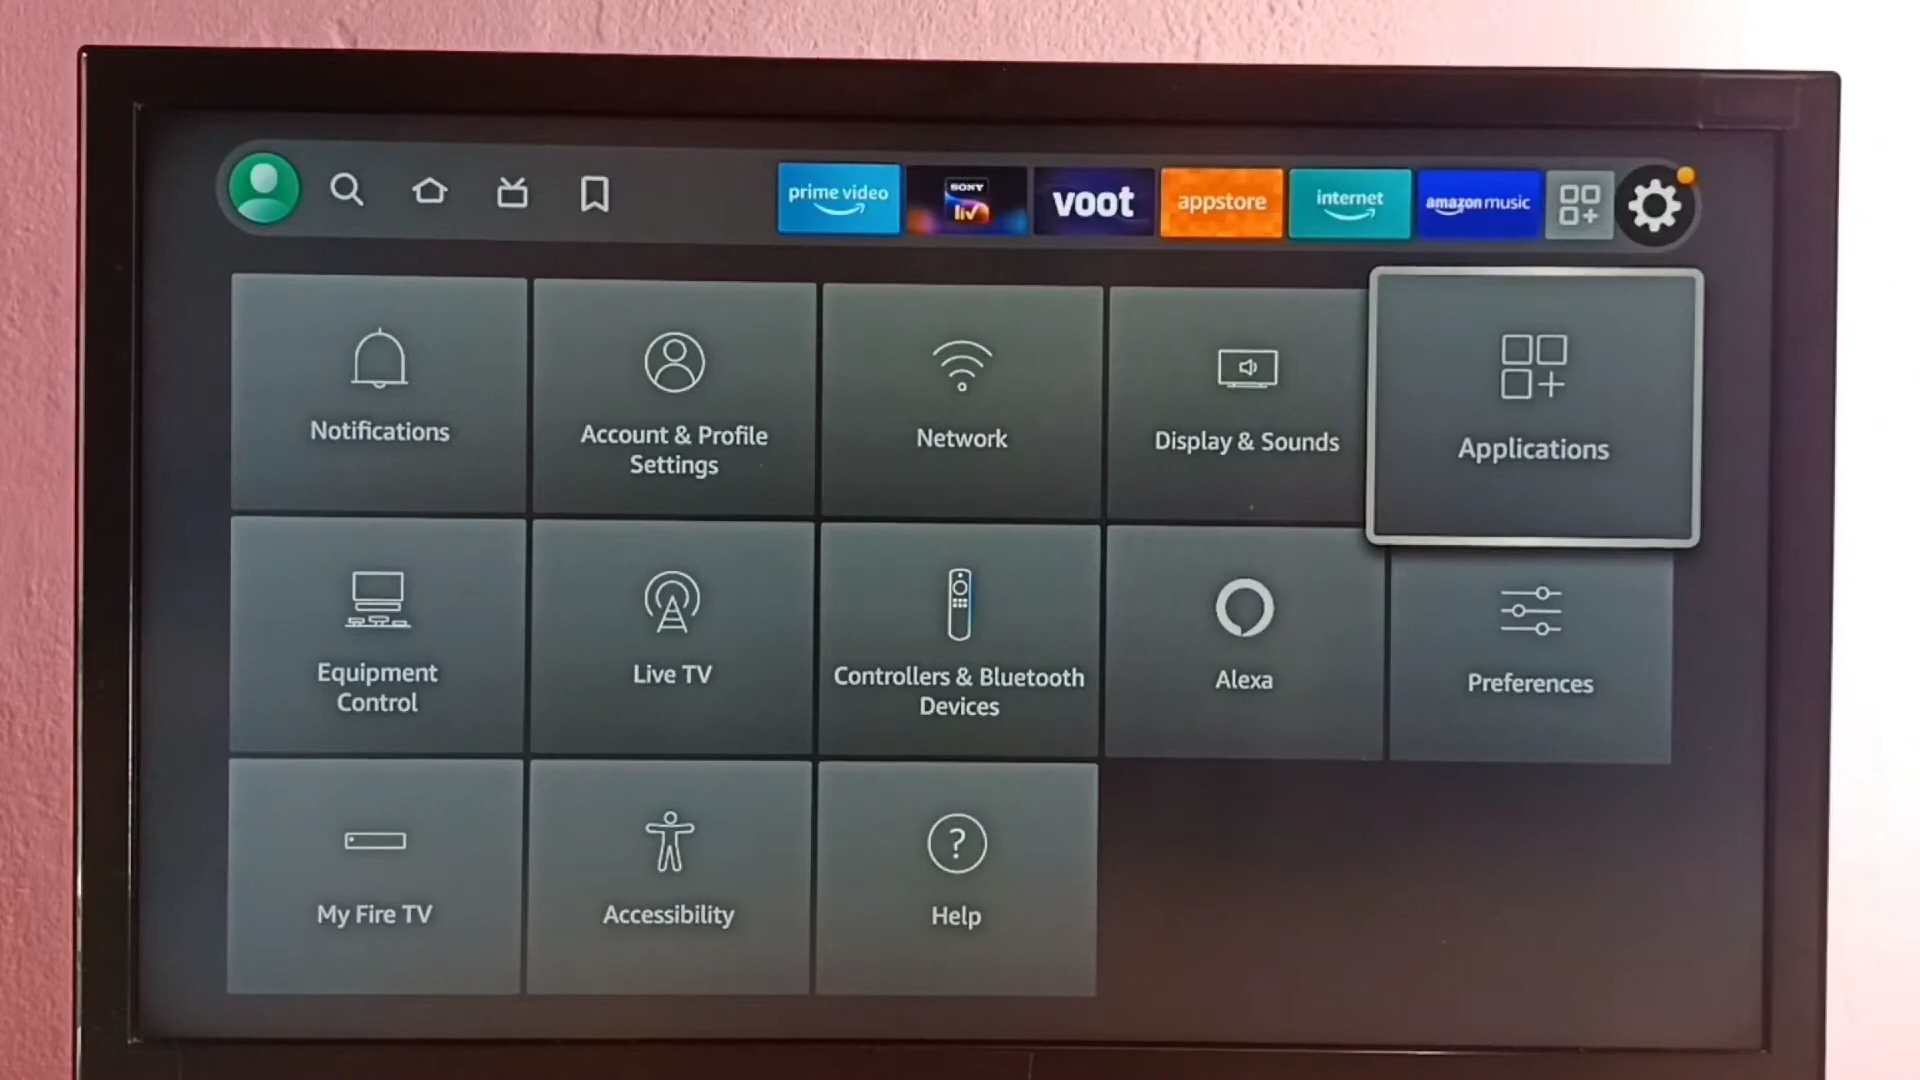 prime video
SONY
liv
voot
appstore
internet
amazon music
Notifications
Account & Profile
Settings
Network
Display & Sounds
Applications
Equipment
Control
Live TV
Controllers & Bluetooth
Devices
Alexa
Preferences
My Fire TV
Accessibility
?
Help